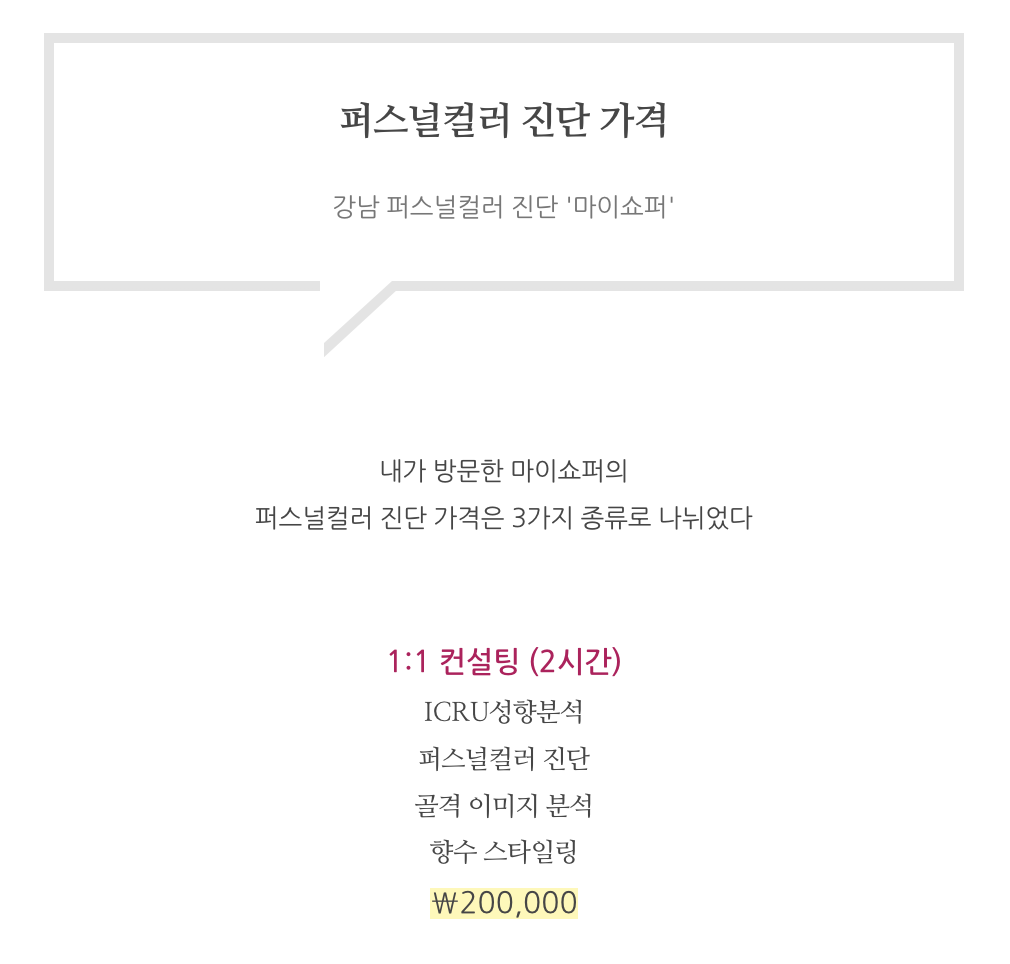 퍼스널컬러 진단 가격
강남 퍼스널컬러 진단 '마이쇼퍼'
내가 방문한 마이쇼퍼의
퍼스널컬러 진단 가격은 3가지 종류로 나뉘었다
1:1 컨설팅 (2시간)
ICRU성향분석
퍼스널컬러 진단
골격 이미지 분석
향수 스타일링
₩200,000